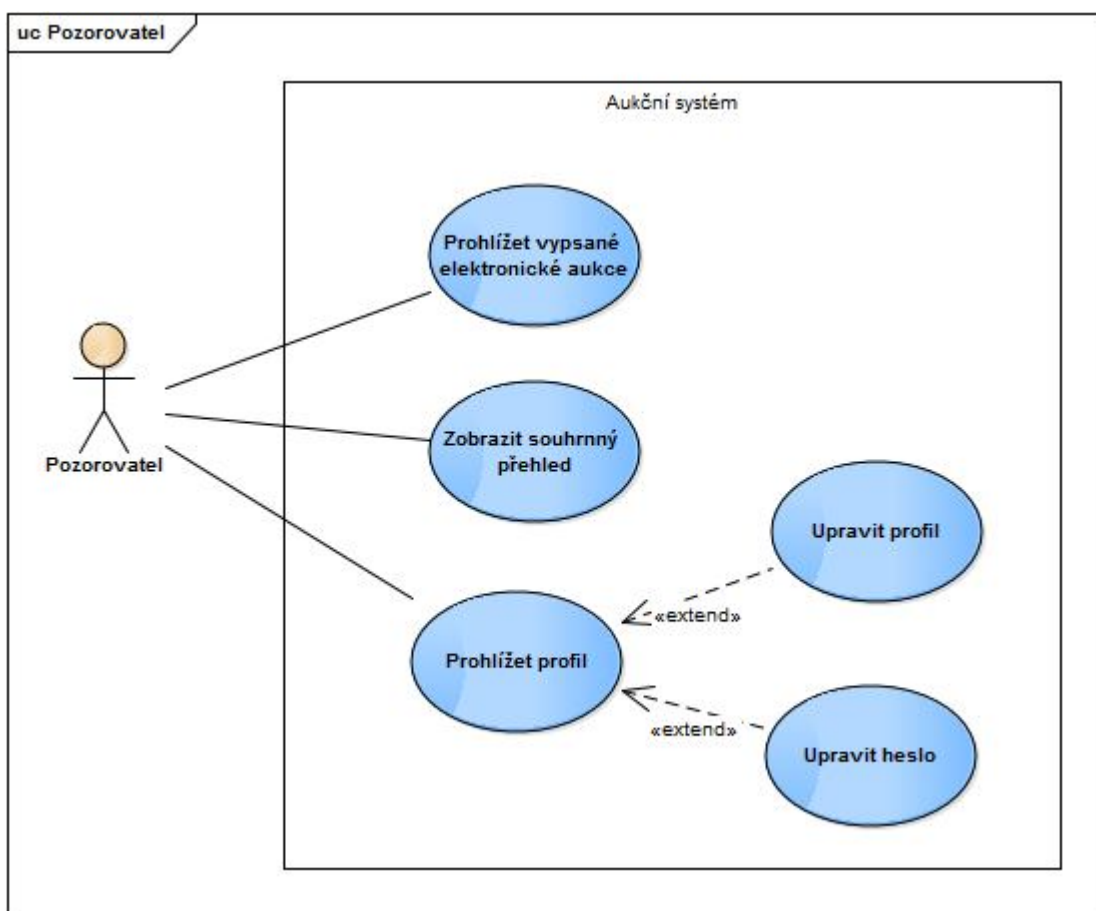 uc Pozorovatel
Aukční systém
Prohlížet vypsané
elektronické aukce
Pozorovatel
Zobrazit souhrnný
přehled
Upravit profil
«extend»
Prohlížet profil
«extend»
Upravit heslo